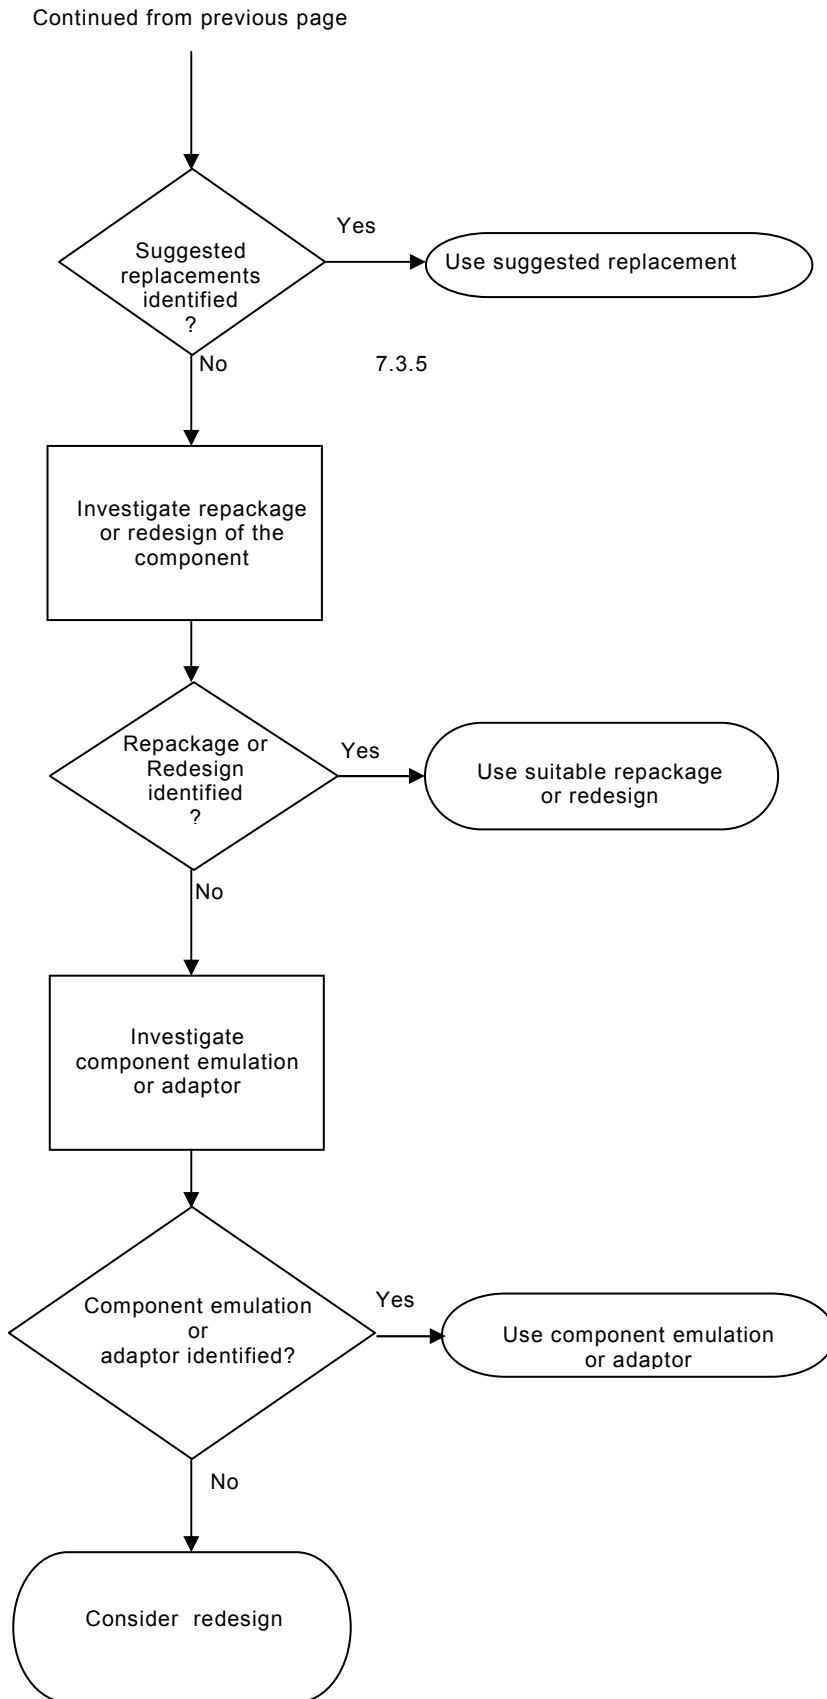 Continued from previous page
Yes
Suggested
replacements
identified
?
Use suggested replacement
No
7.3.5
Investigate repackage
or redesign of the
component
Repackage or
Redesign
identified
?
Yes
Use suitable repackage
or redesign
No
Investigate
component emulation
or adaptor
Component emulation
or
adaptor identified?
Yes
Use component emulation
or adaptor
No
Consider redesign